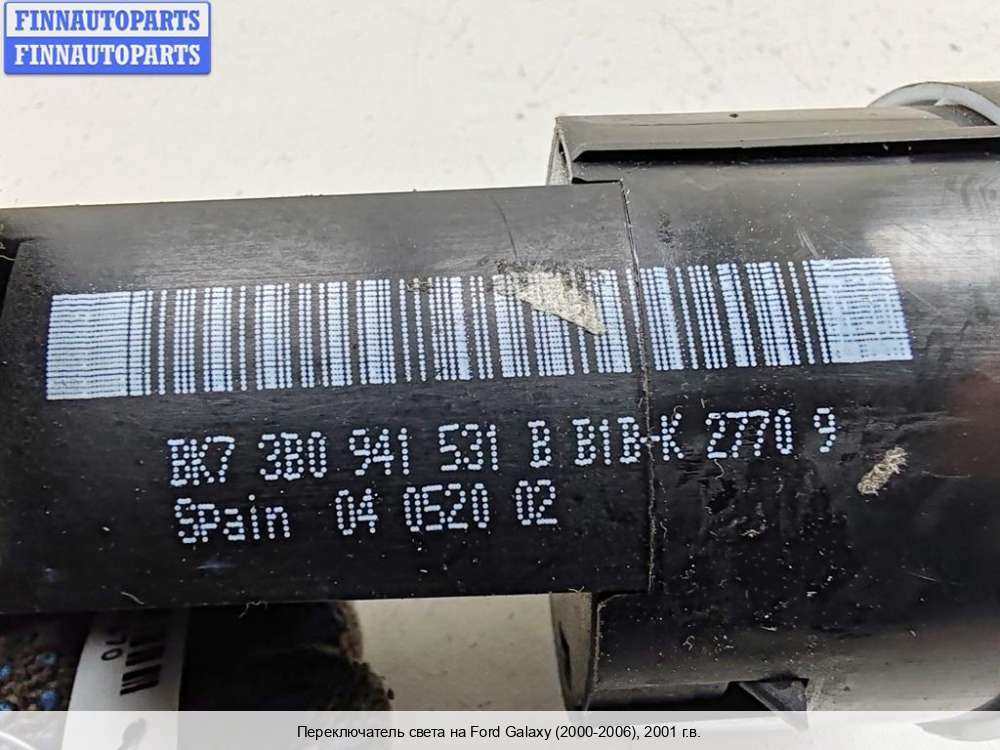 FINNAUTOPARTS
FINNAUTOPARTS
BK7 3B0 941 531 B B1B-K 2770 9
Spain 04 0520 02
Переключатель света на Ford Galaxy (2000-2006), 2001 г.в.